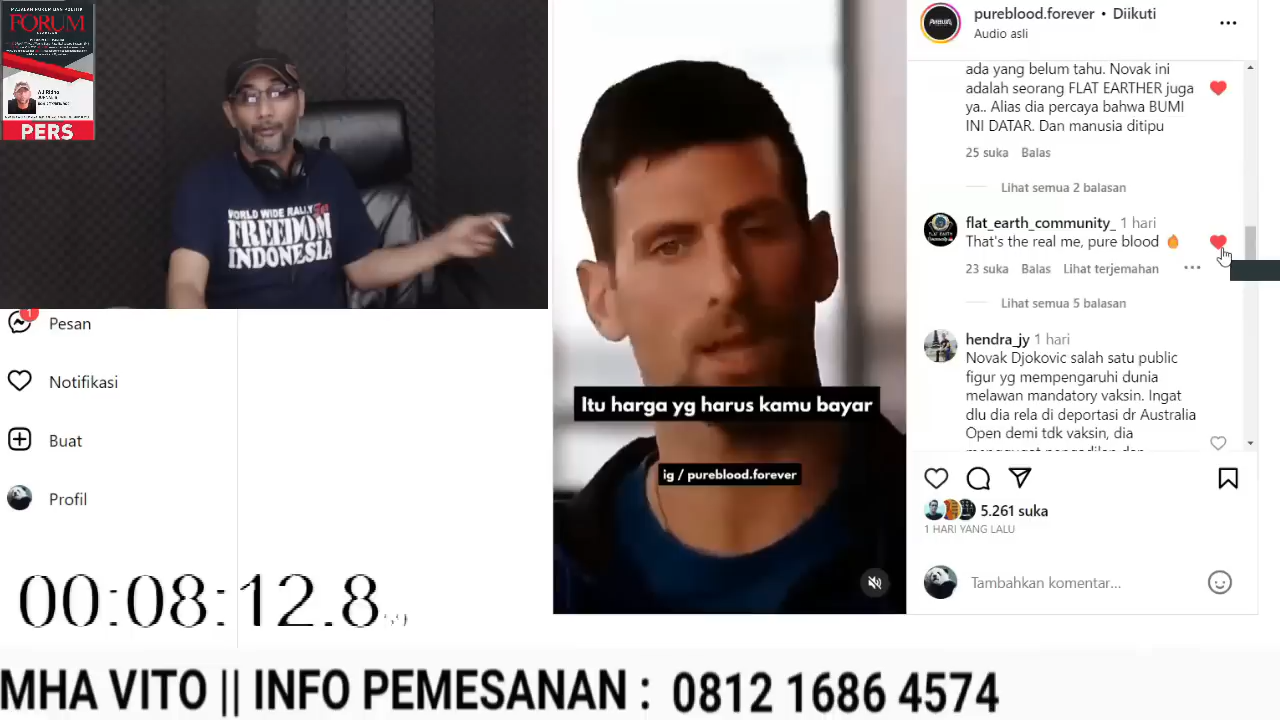 FORUM
PERS
WORLD WIDE RALLY For
FREEDOM
INDONESIA
Pesan
1
Notifikasi
Buat
Profil
00:08:12.8
Itu harga yg harus kamu bayar
ig / pureblood.forever
pureblood.forever • Diikuti
Audio asli
ada yang belum tahu. Novak ini
adalah seorang FLAT EARTHER juga
ya.. Alias dia percaya bahwa BUMI
INI DATAR. Dan manusia ditipu
25 suka Balas
Lihat semua 2 balasan
flat_earth_community_ 1 hari
That's the real me, pure blood 🔥
23 suka Balas Lihat terjemahan
Lihat semua 5 balasan
hendra_jy 1 hari
Novak Djokovic salah satu public
figur yg mempengaruhi dunia
melawan mandatory vaksin. Ingat
dlu dia rela di deportasi dr Australia
Open demi tdk vaksin, dia
5.261 suka
1 HARI YANG LALU
Tambahkan komentar...
MHA VITO || INFO PEMESANAN : 0812 1686 4574